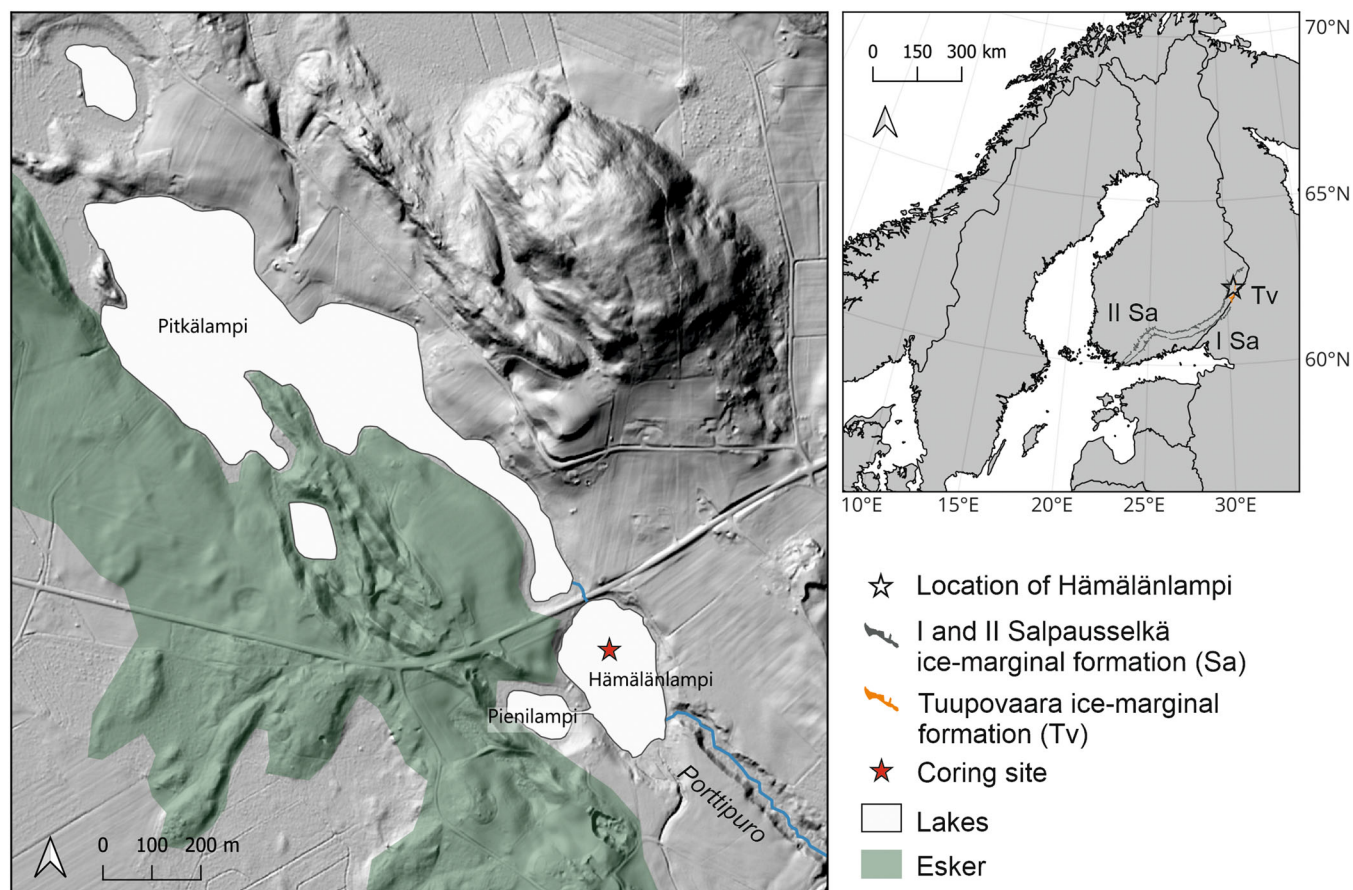 Pitkälampi
Hämälänlampi
Pienilampi
Porttipuro
0 100 200 m
0 150 300 km
70°N
65°N
60°N
II Sa
I Sa
Tv
10°E 15°E 20°E 25°E 30°E
Location of Hämälänlampi
I and II Salpausselkä
ice-marginal formation (Sa)
Tuupovaara ice-marginal
formation (Tv)
Coring site
Lakes
Esker